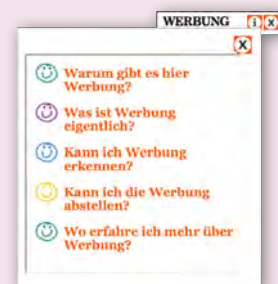 WERBUNG i X
X
Warum gibt es hier
Werbung?
Was ist Werbung
eigentlich?
Kann ich Werbung
erkennen?
Kann ich die Werbung
abstellen?
Wo erfahre ich mehr über
Werbung?